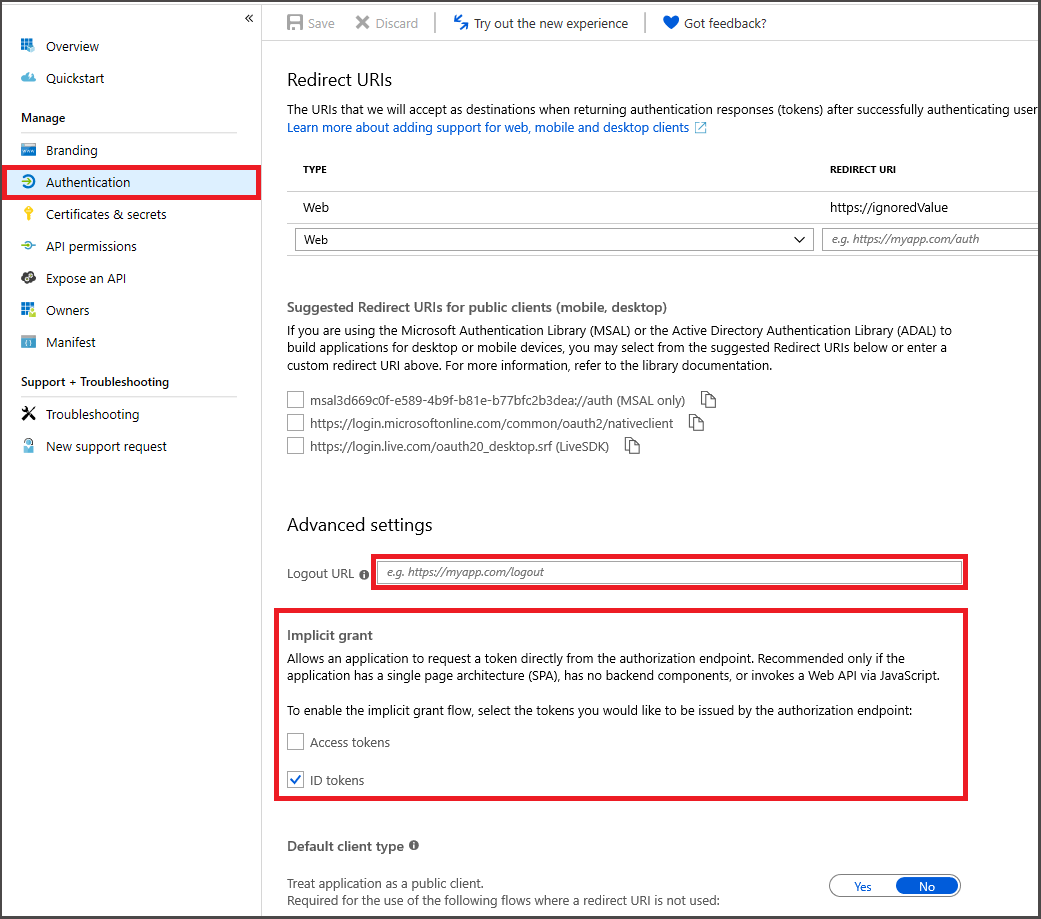 «
Overview
Quickstart
Manage
Branding
Authentication
Certificates & secrets
API permissions
Expose an API
Owners
Manifest
Support + Troubleshooting
Troubleshooting
New support request
Save Discard Try out the new experience Got feedback?
Redirect URIs
The URIs that we will accept as destinations when returning authentication responses (tokens) after successfully authenticating user
Learn more about adding support for web, mobile and desktop clients
TYPE REDIRECT URI
Web https://ignoredValue
Web e.g. https://myapp.com/auth
Suggested Redirect URIs for public clients (mobile, desktop)
If you are using the Microsoft Authentication Library (MSAL) or the Active Directory Authentication Library (ADAL) to
build applications for desktop or mobile devices, you may select from the suggested Redirect URIs below or enter a
custom redirect URI above. For more information, refer to the library documentation.
msal3d669c0f-e589-4b9f-b81e-b77bfc2b3dea://auth (MSAL only)
https://login.microsoftonline.com/common/oauth2/nativeclient
https://login.live.com/oauth20_desktop.srf (LiveSDK)
Advanced settings
Logout URL e.g. https://myapp.com/logout
Implicit grant
Allows an application to request a token directly from the authorization endpoint. Recommended only if the
application has a single page architecture (SPA), has no backend components, or invokes a Web API via JavaScript.
To enable the implicit grant flow, select the tokens you would like to be issued by the authorization endpoint:
Access tokens
ID tokens
Default client type
Treat application as a public client.
Required for the use of the following flows where a redirect URI is not used:
Yes No